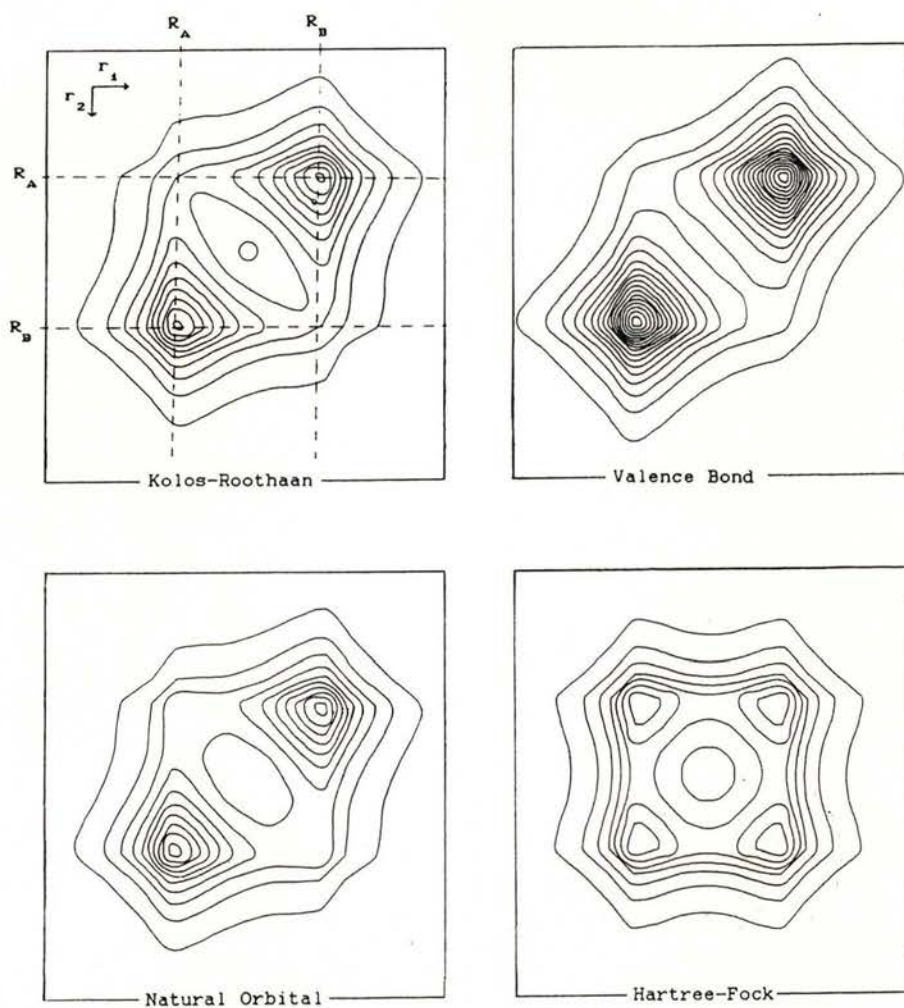 R_A R_B
r_1
r_2
R_A
R_B
Kolos-Roothaan
Valence Bond
Natural Orbital
Hartree-Fock